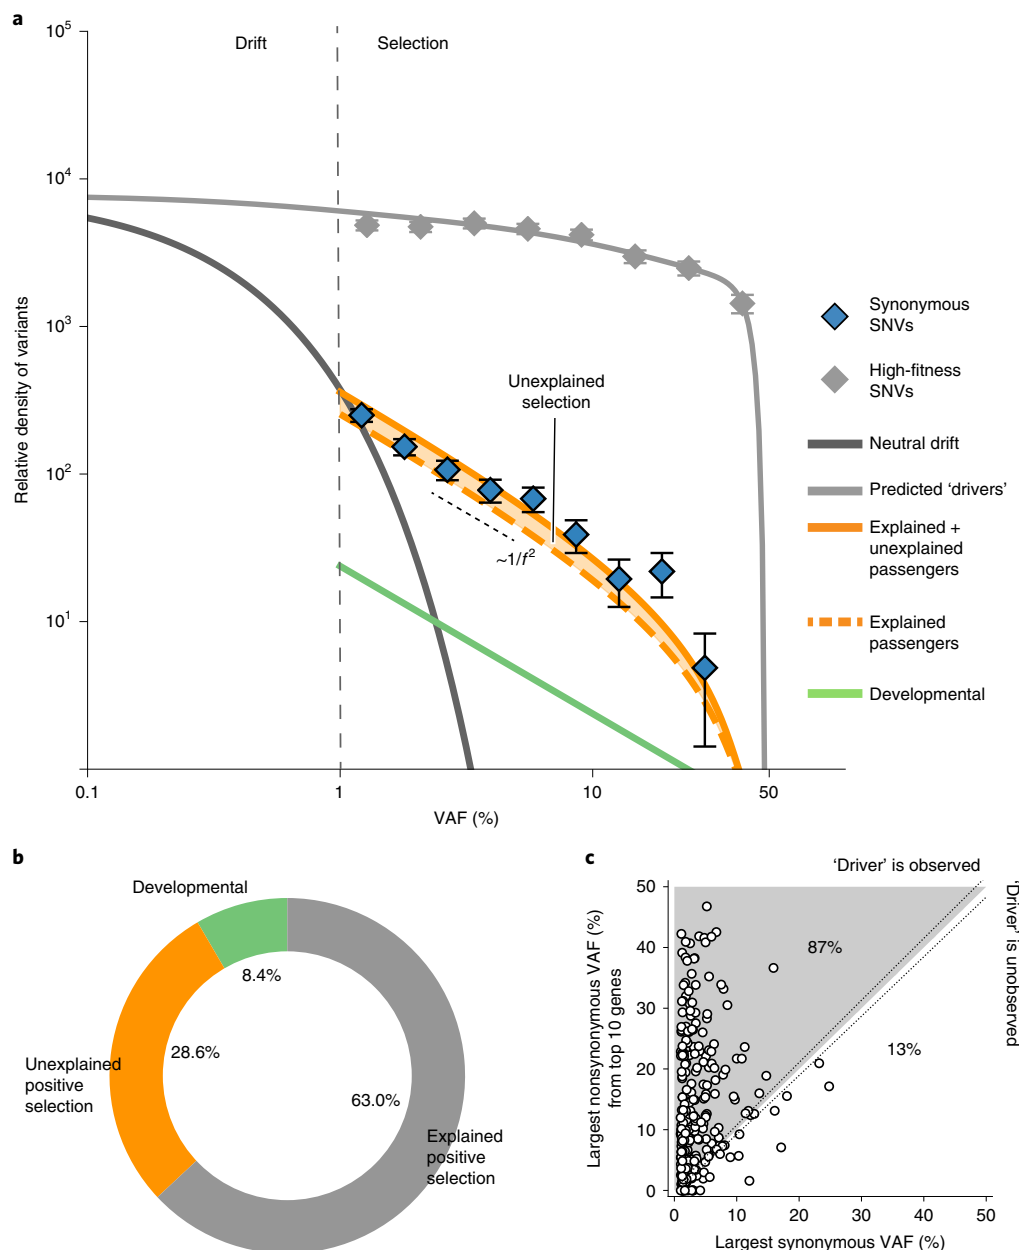 a
10^5
10^4
10^3
10^2
10^1
Relative density of variants
Drift
Selection
Unexplained
selection
~1/f^2
0.1
1
10
50
VAF (%)
Synonymous
SNVs
High-fitness
SNVs
Neutral drift
Predicted ‘drivers’
Explained +
unexplained
passengers
Explained
passengers
Developmental
b
Developmental
8.4%
Unexplained
positive
selection
28.6%
63.0%
Explained
positive
selection
c
‘Driver’ is observed
‘Driver’ is unobserved
87%
13%
Largest nonsynonymous VAF (%)
from top 10 genes
50
40
30
20
10
0
0
10
20
30
40
50
Largest synonymous VAF (%)